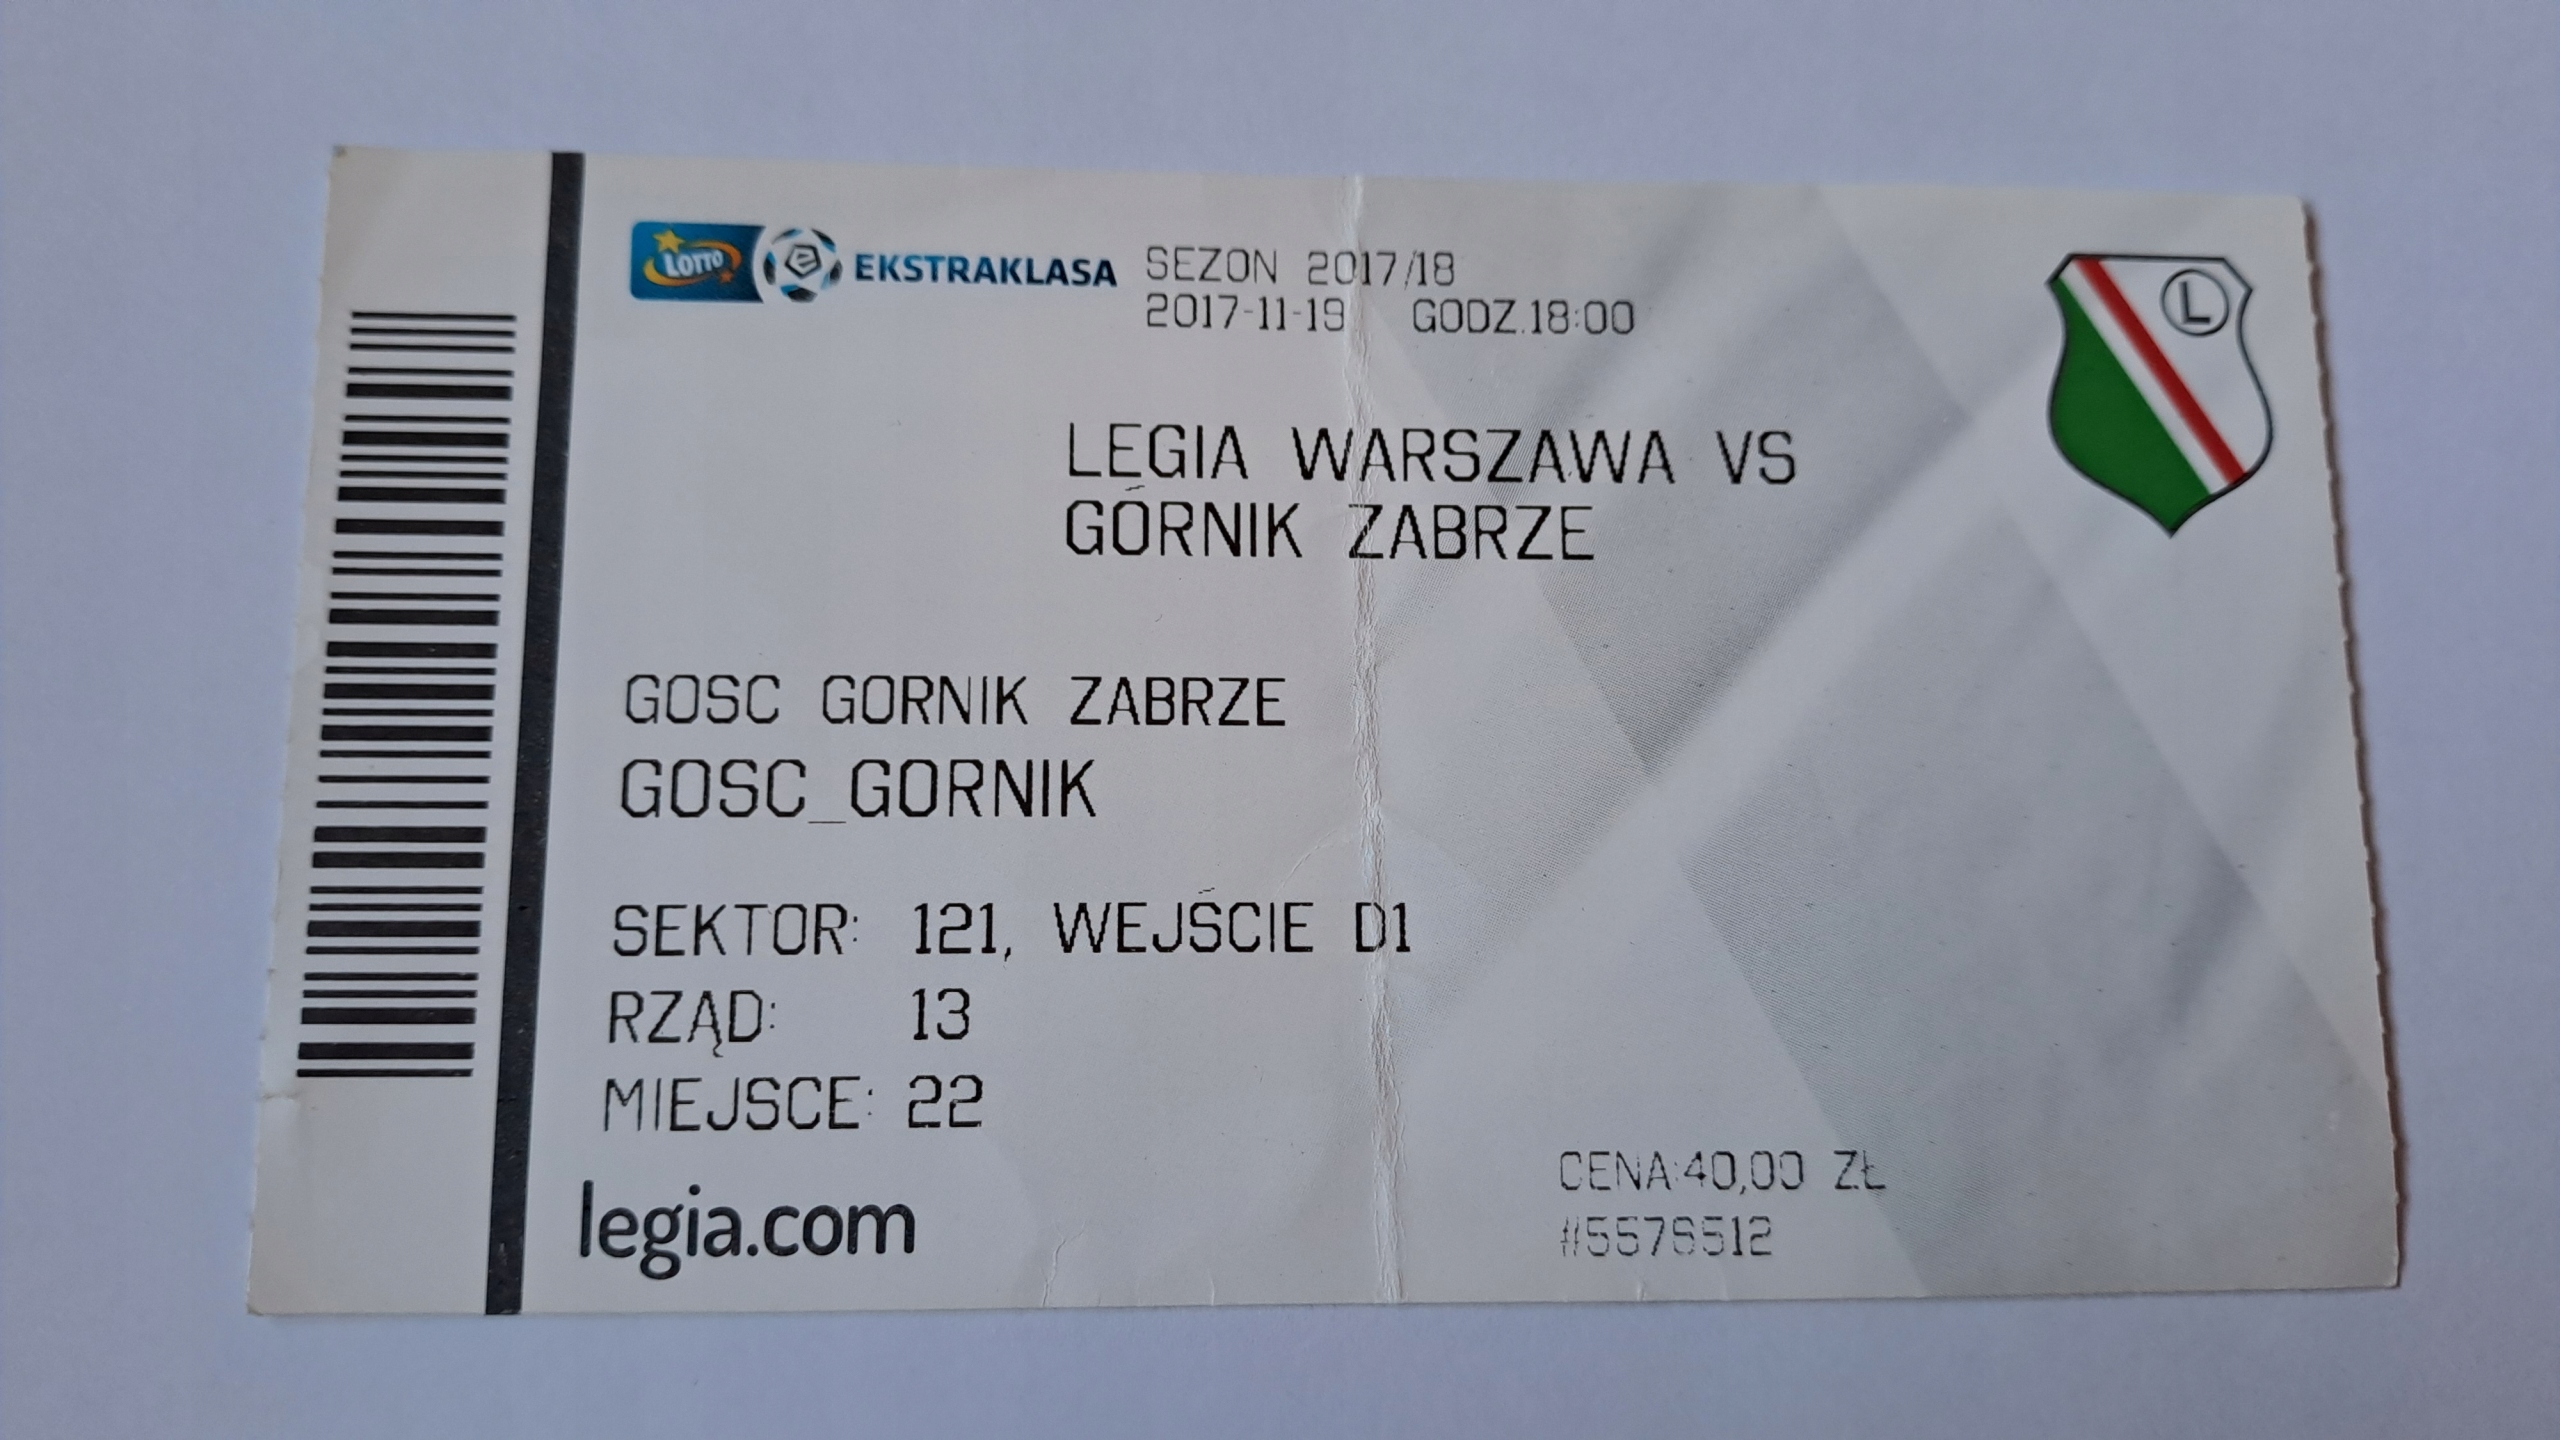 LOTTO EKSTRAKLASA SEZON 2017/18
2017-11-19 GODZ.18:00
L
LEGIA WARSZAWA VS
GÓRNIK ZABRZE
GOSC GORNIK ZABRZE
GOSC_GORNIK
SEKTOR: 121, WEJŚCIE D1
RZĄD: 13
MIEJSCE: 22
legia.com
CENA:40,00 ZŁ
#5576512